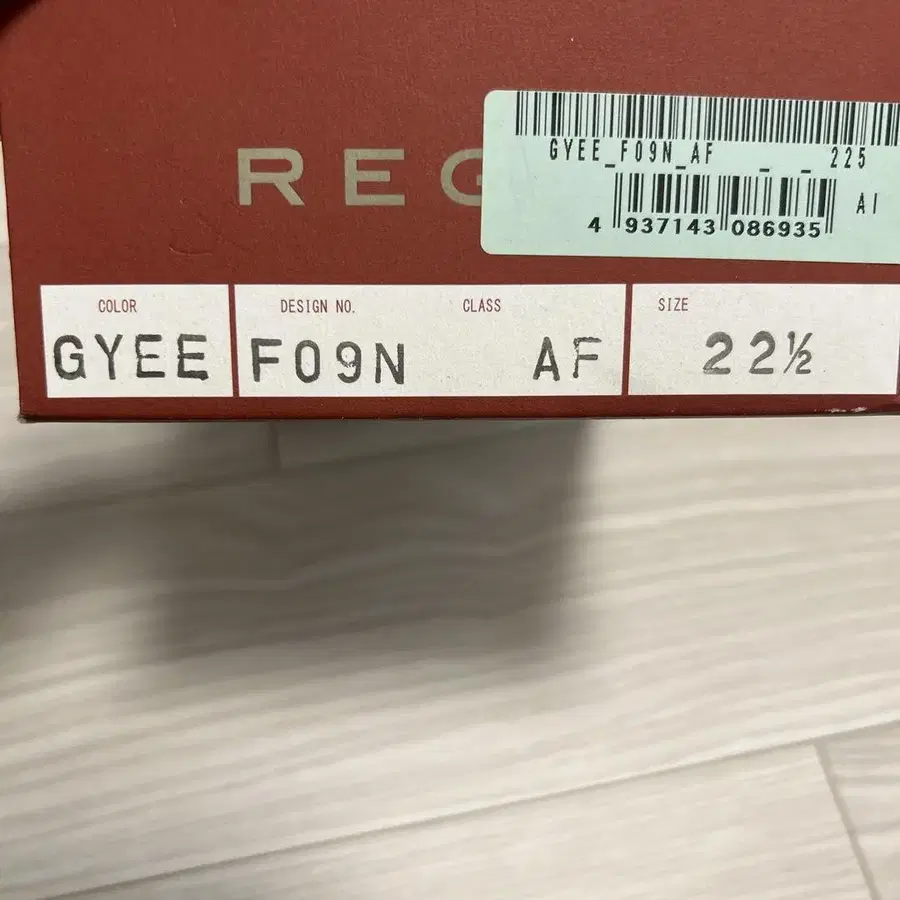 REG
GYEE_F09N_AF _ _ 225
AI
4 937143 086935
COLOR DESIGN NO. CLASS SIZE
GYEE F09N AF 22½